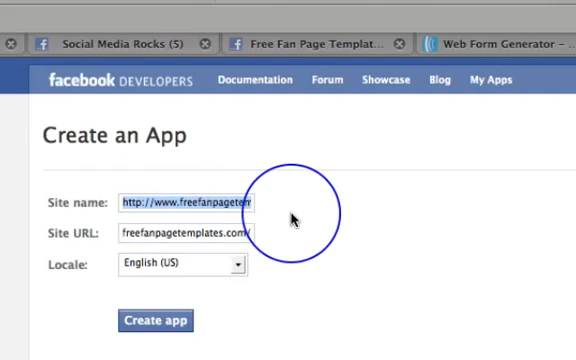 Social Media Rocks (5) Free Fan Page Templat... Web Form Generator – ...
facebook DEVELOPERS Documentation Forum Showcase Blog My Apps
Create an App
Site name: http://www.freefanpagetem
Site URL: freefanpagetemplates.com/
Locale: English (US)
Create app